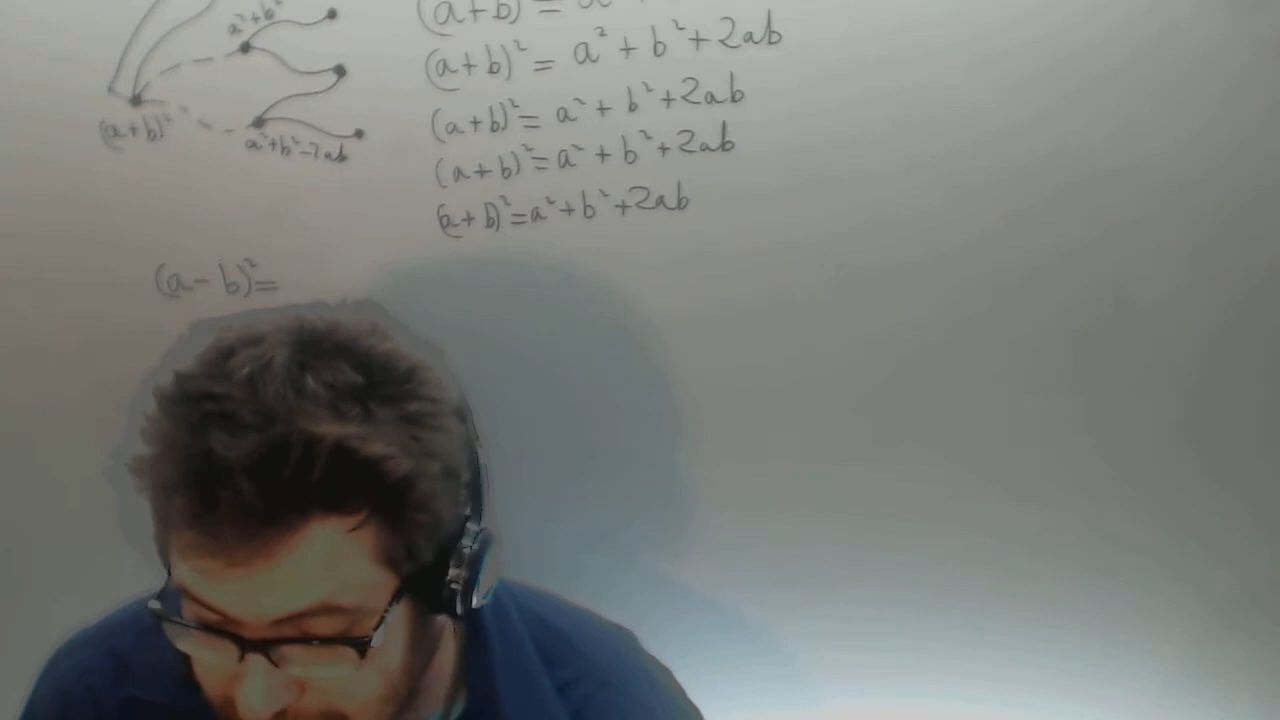 a²+b²
(a+b)²
a²+b²-2ab
(a+b) =
(a+b)² = a² + b² + 2ab
(a+b)² = a² + b² + 2ab
(a+b)² = a² + b² + 2ab
(a+b)² = a² + b² + 2ab
(a-b)² =